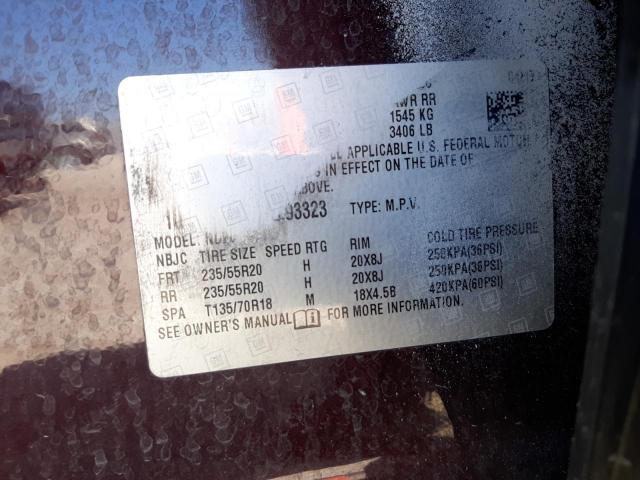 RR
1545 KG
3406 LB
APPLICABLE U.S. FEDERAL MOTOR
IN EFFECT ON THE DATE OF
ABOVE.
93323 TYPE: M.P.V.
MODEL:
NBJC TIRE SIZE SPEED RTG RIM COLD TIRE PRESSURE
FRT 235/55R20 H 20X8J 250KPA(36PSI)
RR 235/55R20 H 20X8J 250KPA(36PSI)
SPA T135/70R18 M 18X4.5B 420KPA(60PSI)
SEE OWNER'S MANUAL FOR MORE INFORMATION.